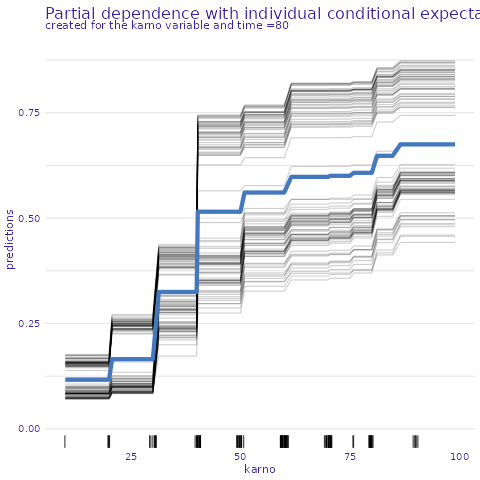 Partial dependence with individual conditional expecta
created for the karno variable and time =80
predictions
0.75
0.50
0.25
0.00
25
50
75
100
karno